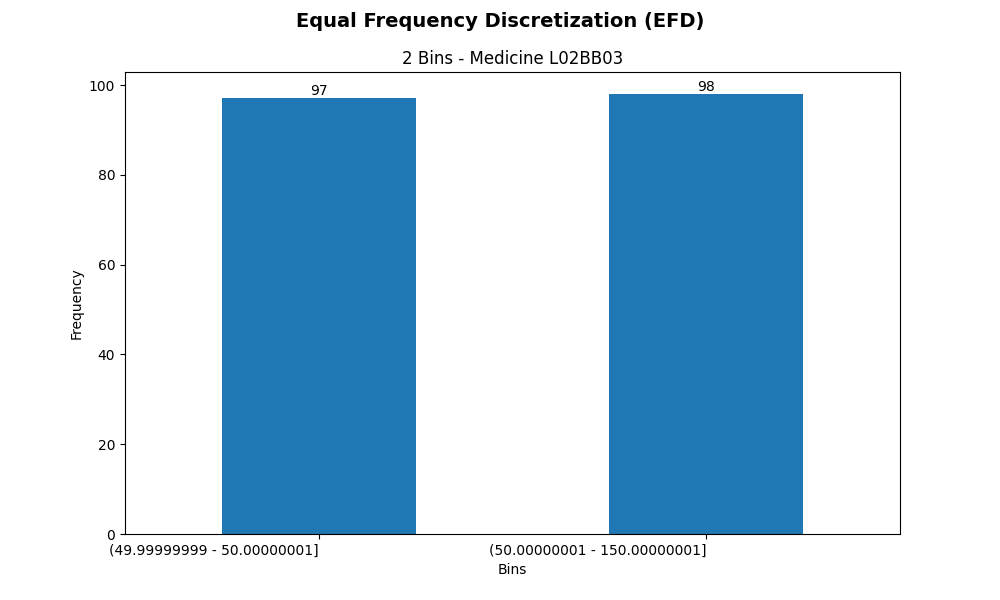 Equal Frequency Discretization (EFD)
2 Bins - Medicine L02BB03
97
98
100
80
60
40
20
0
Frequency
(49.99999999 - 50.00000001]
(50.00000001 - 150.00000001]
Bins